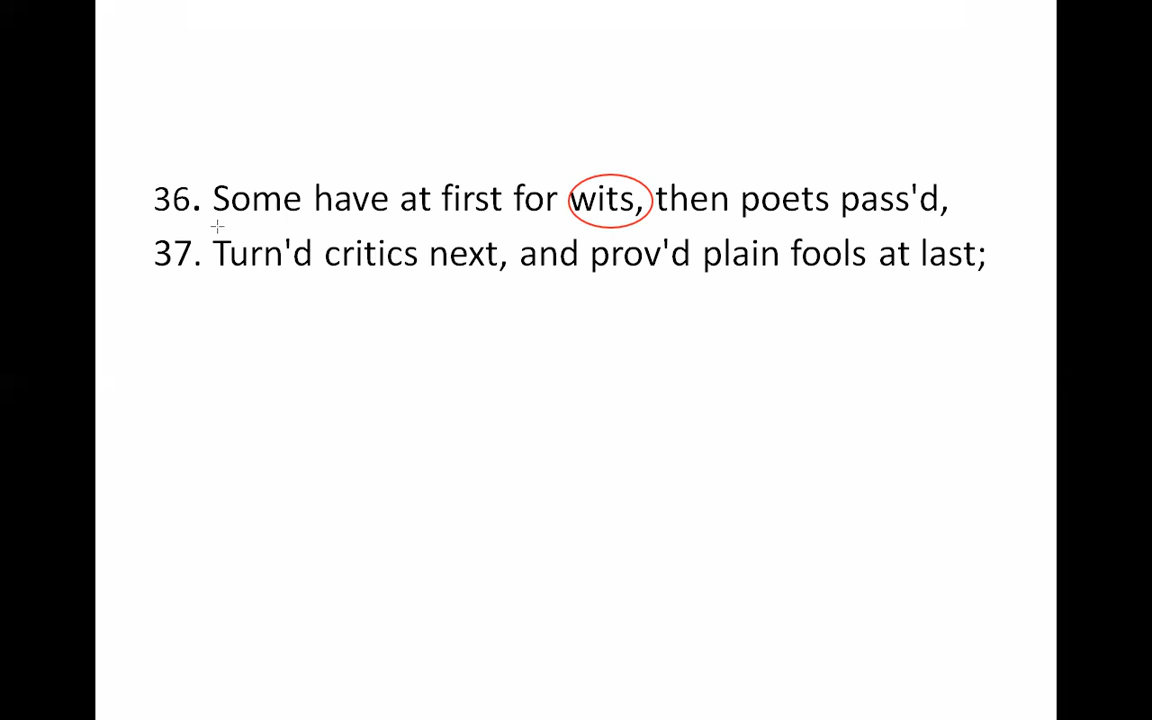 36. Some have at first for wits, then poets pass'd,
37. Turn'd critics next, and prov'd plain fools at last;